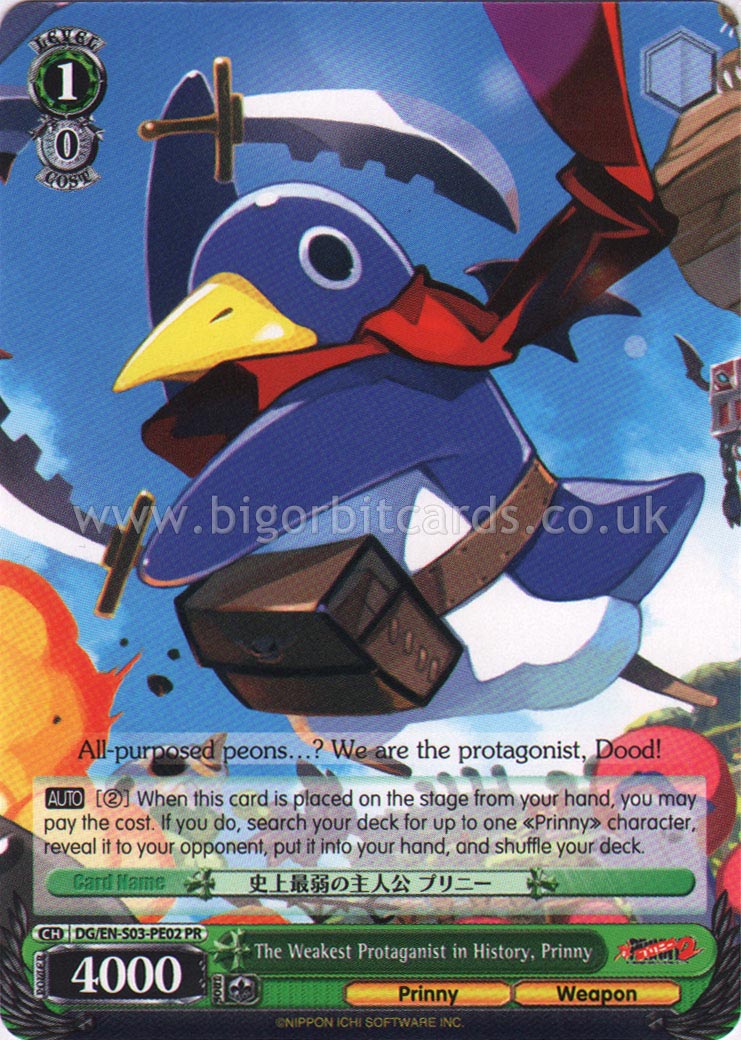 LEVEL
1
0
COST
www.bigorbitcards.co.uk
All-purposed peons...? We are the protagonist, Dood!
AUTO [②] When this card is placed on the stage from your hand, you may
pay the cost. If you do, search your deck for up to one «Prinny» character,
reveal it to your opponent, put it into your hand, and shuffle your deck.
Card Name 史上最弱の主人公 プリニー
CH DG/EN-S03-PE02 PR
The Weakest Protaganist in History, Prinny
POWER 4000 SOUL
Prinny Weapon
©NIPPON ICHI SOFTWARE INC.